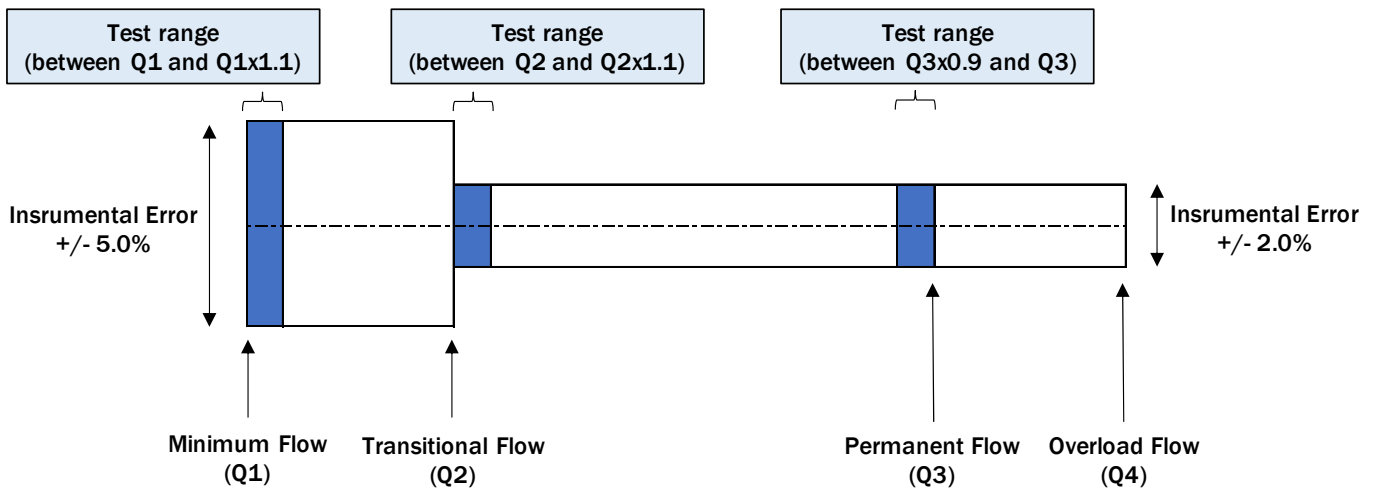 Test range
(between Q1 and Q1x1.1)
Test range
(between Q2 and Q2x1.1)
Test range
(between Q3x0.9 and Q3)
Insrumental Error
+/- 5.0%
Insrumental Error
+/- 2.0%
Minimum Flow
(Q1)
Transitional Flow
(Q2)
Permanent Flow
(Q3)
Overload Flow
(Q4)